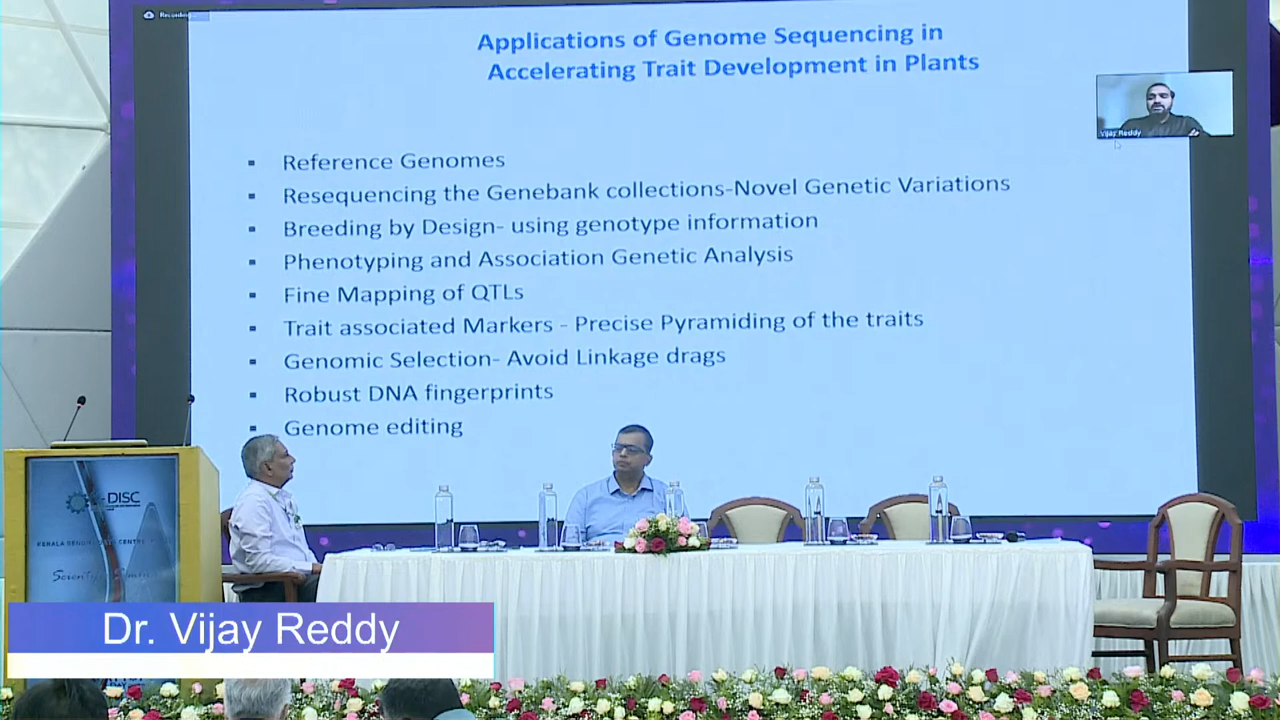 Recording
Applications of Genome Sequencing in
Accelerating Trait Development in Plants
Vijay Reddy
Reference Genomes
Resequencing the Genebank collections-Novel Genetic Variations
Breeding by Design- using genotype information
Phenotyping and Association Genetic Analysis
Fine Mapping of QTLs
Trait associated Markers - Precise Pyramiding of the traits
Genomic Selection- Avoid Linkage drags
Robust DNA fingerprints
Genome editing
DISC
KERALA
Dr. Vijay Reddy